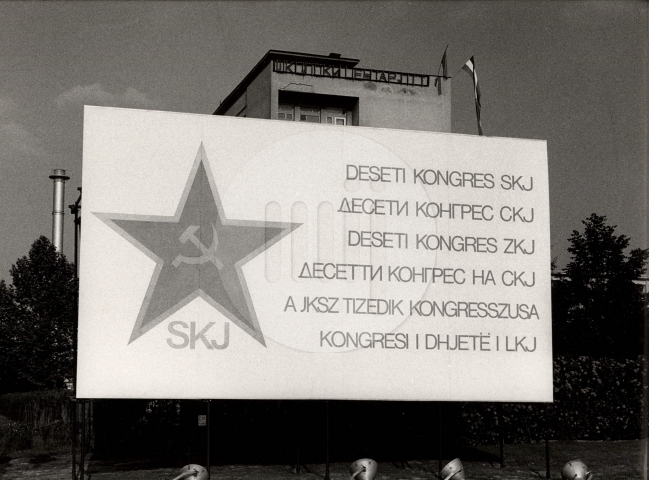 DESETI KONGRES SKJ
ДЕСЕТИ КОНГРЕС СКЈ
DESETI KONGRES ZKJ
ДЕСЕТТИ КОНГРЕС НА СКЈ
A JKSZ TIZEDIK KONGRESSZUSA
KONGRESI I DHJETË I LKJ
SKJ